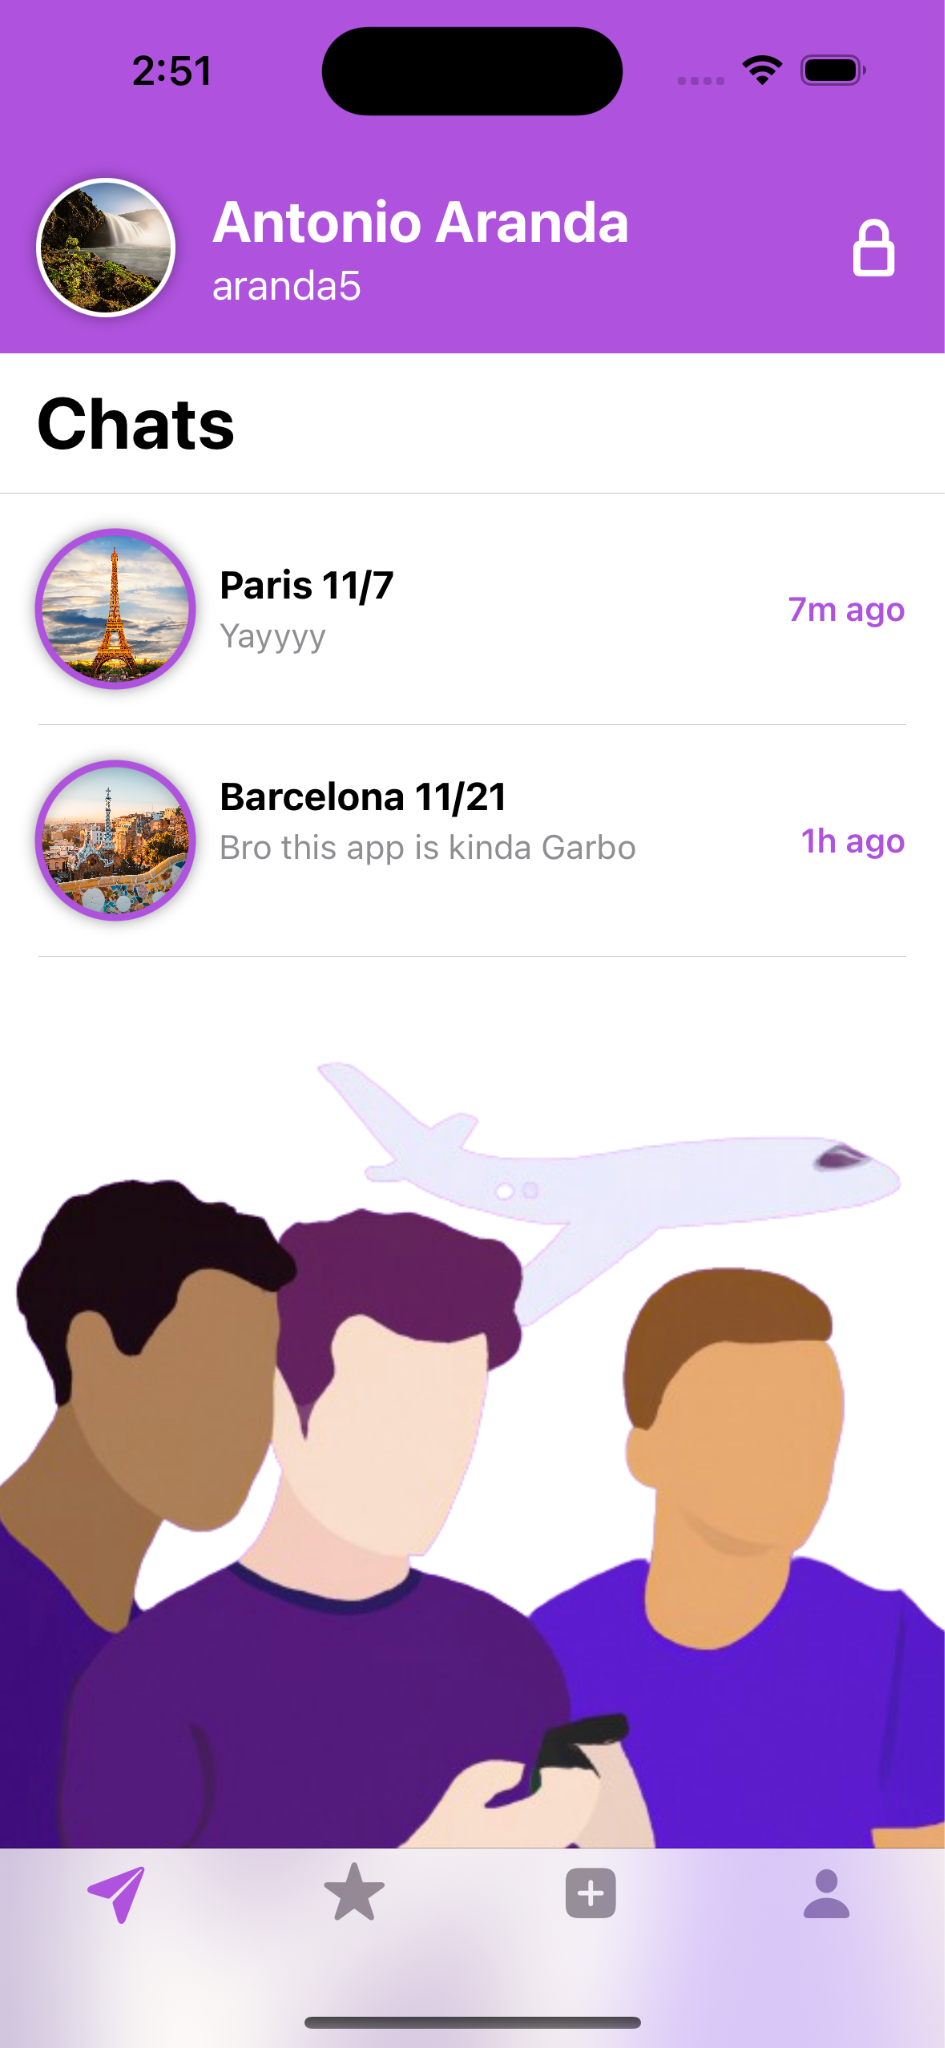 2:51
Antonio Aranda
aranda5
Chats
Paris 11/7
Yayyyy
7m ago
Barcelona 11/21
Bro this app is kinda Garbo
1h ago